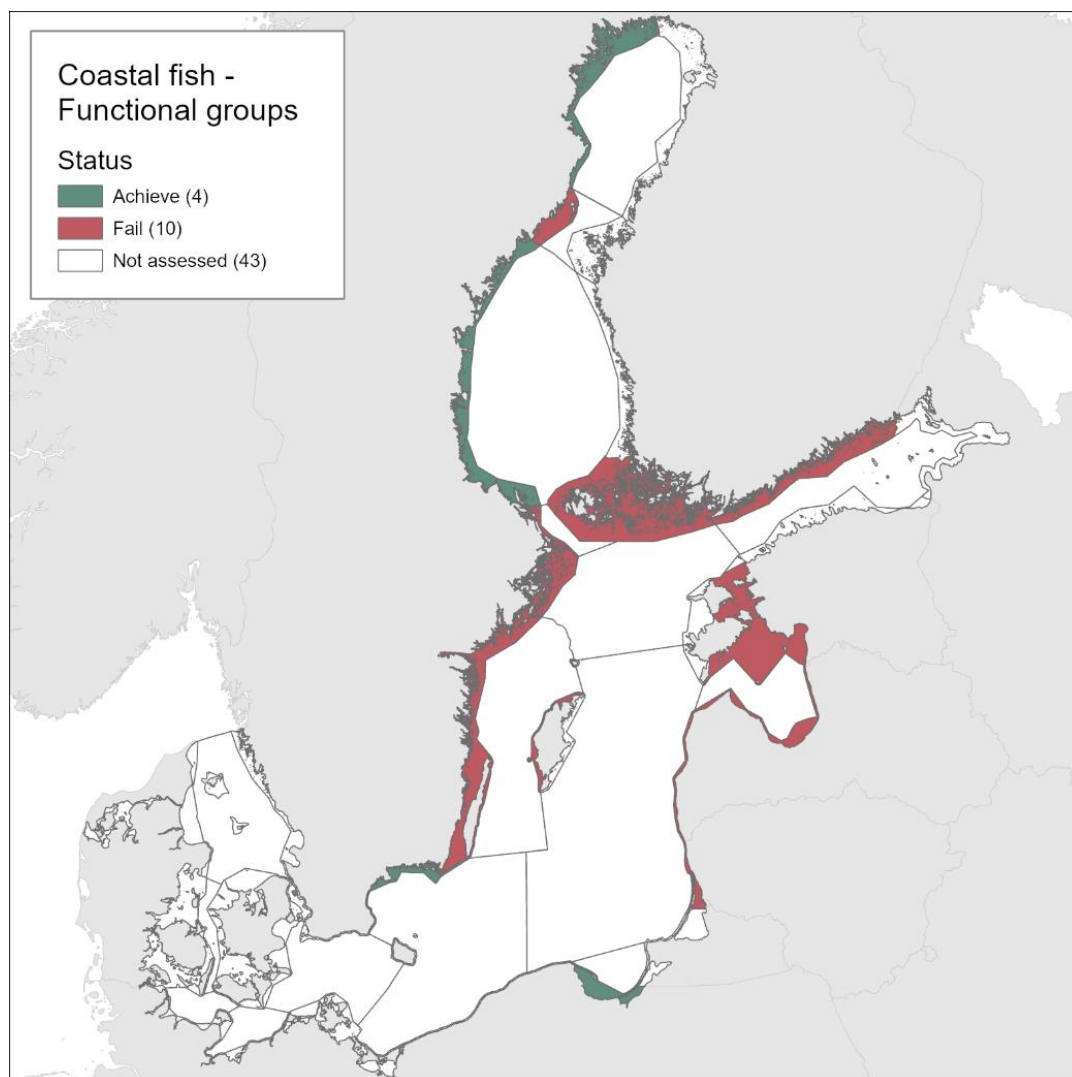 Coastal fish -
Functional groups
Status
Achieve (4)
Fail (10)
Not assessed (43)